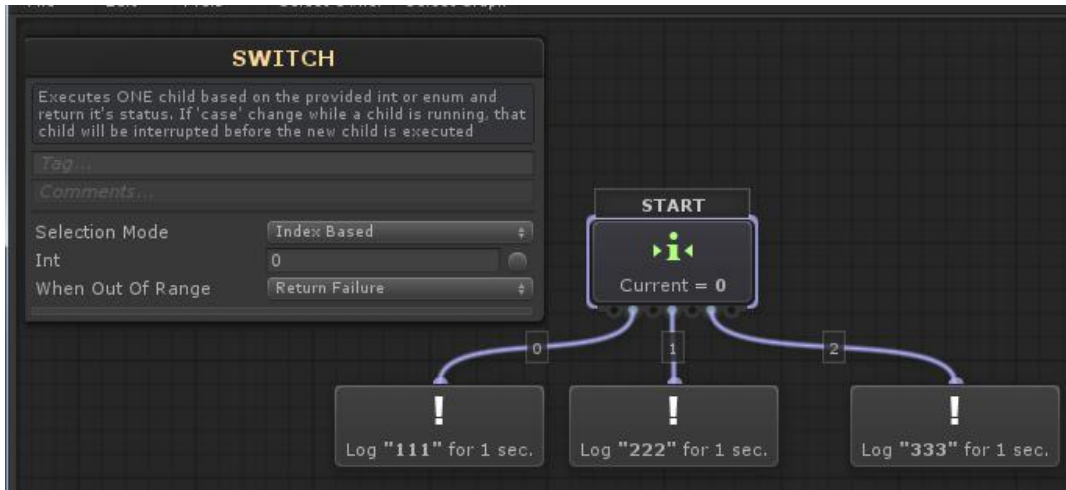 SWITCH
Executes ONE child based on the provided int or enum and
return it's status. If 'case' change while a child is running, that
child will be interrupted before the new child is executed
Tag...
Comments...
Selection Mode Index Based
Int 0
When Out Of Range Return Failure
START
Current = 0
0 1 2
!
Log "111" for 1 sec.
!
Log "222" for 1 sec.
!
Log "333" for 1 sec.